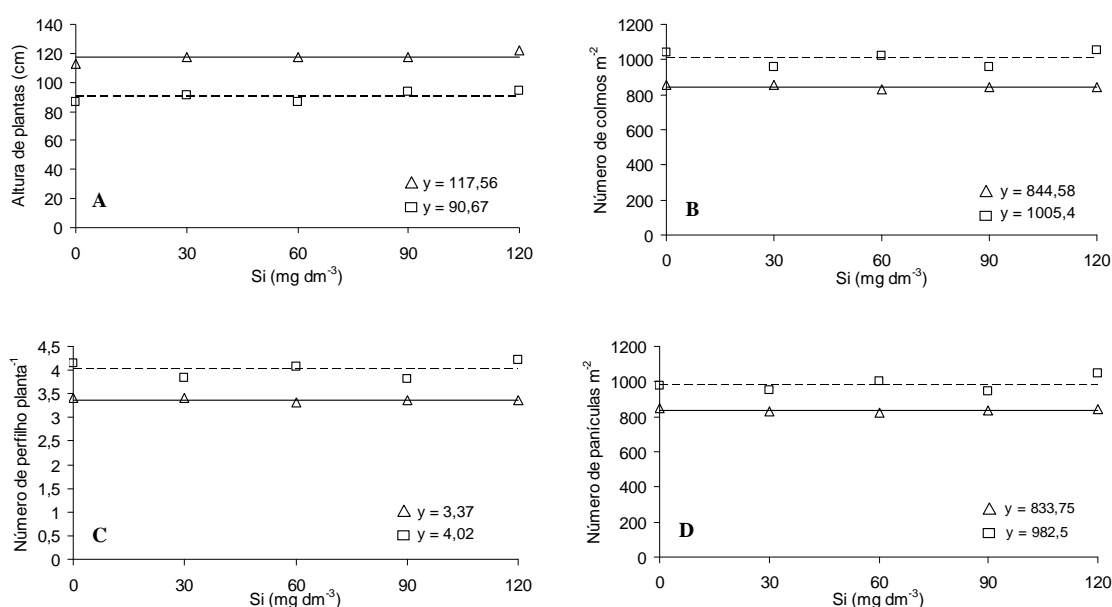 Altura de plantas (cm)
140
120
100
80
60
40
20
0
A
y = 117,56
y = 90,67
0 30 60 90 120
Si (mg dm-3)
Número de colmos m-2
1200
1000
800
600
400
200
0
B
y = 844,58
y = 1005,4
0 30 60 90 120
Si (mg dm-3)
Número de perfilho planta-1
4,5
4
3,5
3
2,5
2
1,5
1
0,5
0
C
y = 3,37
y = 4,02
0 30 60 90 120
Si (mg dm-3)
Número de panículas m-2
1200
1000
800
600
400
200
0
D
y = 833,75
y = 982,5
0 30 60 90 120
Si (mg dm-3)